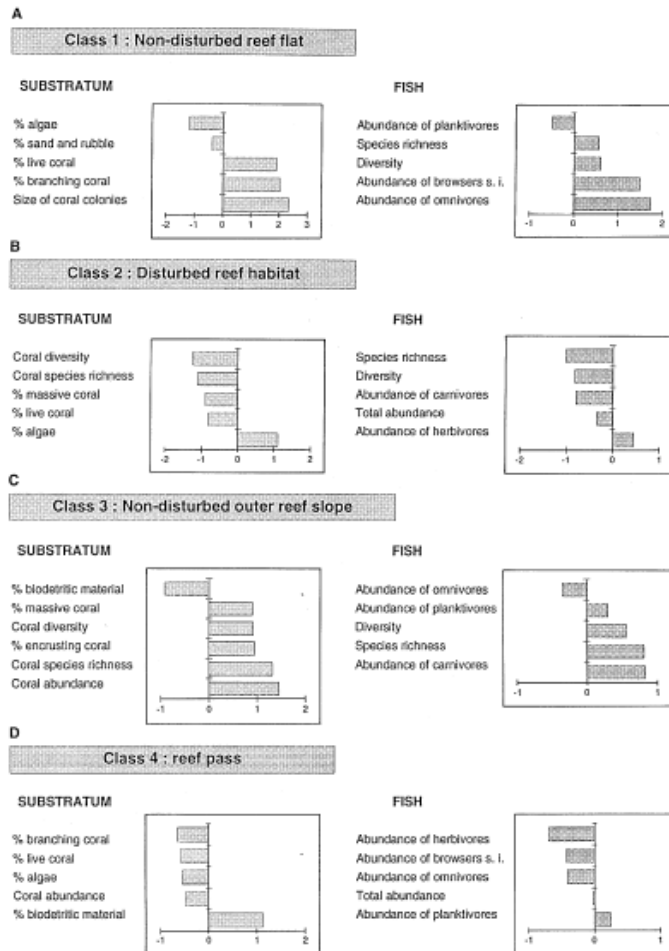 A
Class 1 : Non-disturbed reef flat
SUBSTRATUM
% algae
% sand and rubble
% live coral
% branching coral
Size of coral colonies
-2 -1 0 1 2 3
FISH
Abundance of planktivores
Species richness
Diversity
Abundance of browsers s. i.
Abundance of omnivores
-1 0 1 2
B
Class 2 : Disturbed reef habitat
SUBSTRATUM
Coral diversity
Coral species richness
% massive coral
% live coral
% algae
-2 -1 0 1 2
FISH
Species richness
Diversity
Abundance of carnivores
Total abundance
Abundance of herbivores
-2 -1 0 1
C
Class 3 : Non-disturbed outer reef slope
SUBSTRATUM
% biodetritic material
% massive coral
Coral diversity
% encrusting coral
Coral species richness
Coral abundance
-1 0 1 2
FISH
Abundance of omnivores
Abundance of planktivores
Diversity
Species richness
Abundance of carnivores
-1 0 1
D
Class 4 : reef pass
SUBSTRATUM
% branching coral
% live coral
% algae
Coral abundance
% biodetritic material
-1 0 1 2
FISH
Abundance of herbivores
Abundance of browsers s. i.
Abundance of omnivores
Total abundance
Abundance of planktivores
-1 0 1